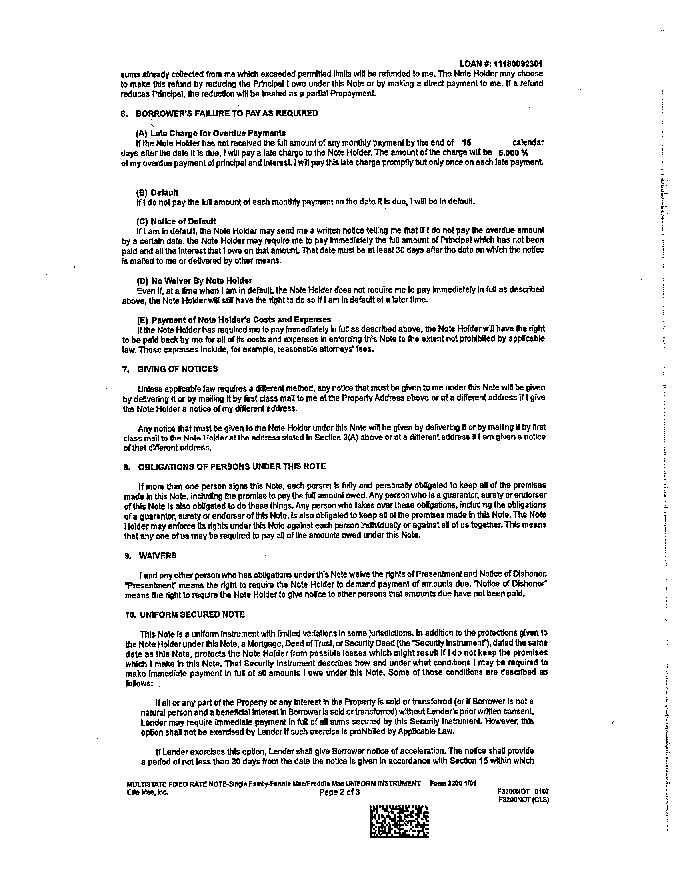 LOAN #: 11180092301
sums already collected from me which exceeded permitted limits will be refunded to me. The Note Holder may choose
to make this refund by reducing the Principal I owe under this Note or by making a direct payment to me. If a refund
reduces Principal, the reduction will be treated as a partial Prepayment.
6. BORROWER'S FAILURE TO PAY AS REQUIRED
(A) Late Charge for Overdue Payments
If the Note Holder has not received the full amount of any monthly payment by the end of 15 calendar
days after the date it is due, I will pay a late charge to the Note Holder. The amount of the charge will be 5.000 %
of my overdue payment of principal and interest. I will pay this late charge promptly but only once on each late payment.
(B) Default
If I do not pay the full amount of each monthly payment on the date it is due, I will be in default.
(C) Notice of Default
If I am in default, the Note Holder may send me a written notice telling me that if I do not pay the overdue amount
by a certain date, the Note Holder may require me to pay immediately the full amount of Principal which has not been
paid and all the interest that I owe on that amount. That date must be at least 30 days after the date on which the notice
is mailed to me or delivered by other means.
(D) No Waiver By Note Holder
Even if, at a time when I am in default, the Note Holder does not require me to pay immediately in full as described
above, the Note Holder will still have the right to do so if I am in default at a later time.
(E) Payment of Note Holder's Costs and Expenses
If the Note Holder has required me to pay immediately in full as described above, the Note Holder will have the right
to be paid back by me for all of its costs and expenses in enforcing this Note to the extent not prohibited by applicable
law. Those expenses include, for example, reasonable attorneys' fees.
7. GIVING OF NOTICES
Unless applicable law requires a different method, any notice that must be given to me under this Note will be given
by delivering it or by mailing it by first class mail to me at the Property Address above or at a different address if I give
the Note Holder a notice of my different address.
Any notice that must be given to the Note Holder under this Note will be given by delivering it or by mailing it by first
class mail to the Note Holder at the address stated in Section 3(A) above or at a different address if I am given a notice
of that different address.
8. OBLIGATIONS OF PERSONS UNDER THIS NOTE
If more than one person signs this Note, each person is fully and personally obligated to keep all of the promises
made in this Note, including the promise to pay the full amount owed. Any person who is a guarantor, surety or endorser
of this Note is also obligated to do these things. Any person who takes over these obligations, including the obligations
of a guarantor, surety or endorser of this Note, is also obligated to keep all of the promises made in this Note. The Note
Holder may enforce its rights under this Note against each person individually or against all of us together. This means
that any one of us may be required to pay all of the amounts owed under this Note.
9. WAIVERS
I and any other person who has obligations under this Note waive the rights of Presentment and Notice of Dishonor.
"Presentment" means the right to require the Note Holder to demand payment of amounts due. "Notice of Dishonor"
means the right to require the Note Holder to give notice to other persons that amounts due have not been paid.
10. UNIFORM SECURED NOTE
This Note is a uniform instrument with limited variations in some jurisdictions. In addition to the protections given to
the Note Holder under this Note, a Mortgage, Deed of Trust, or Security Deed (the "Security Instrument"), dated the same
date as this Note, protects the Note Holder from possible losses which might result if I do not keep the promises
which I make in this Note. That Security Instrument describes how and under what conditions I may be required to
make immediate payment in full of all amounts I owe under this Note. Some of those conditions are described as
follows:
If all or any part of the Property or any interest in the Property is sold or transferred (or if Borrower is not a
natural person and a beneficial interest in Borrower is sold or transferred) without Lender's prior written consent,
Lender may require immediate payment in full of all sums secured by this Security Instrument. However, this
option shall not be exercised by Lender if such exercise is prohibited by Applicable Law.
If Lender exercises this option, Lender shall give Borrower notice of acceleration. The notice shall provide
a period of not less than 30 days from the date the notice is given in accordance with Section 15 within which
MULTISTATE FIXED RATE NOTE-Single Family-Fannie Mae/Freddie Mac UNIFORM INSTRUMENT Form 3200 1/01
Ellie Mae, Inc. Page 2 of 3 F3200NOT 0107
F3200NOT (CLS)